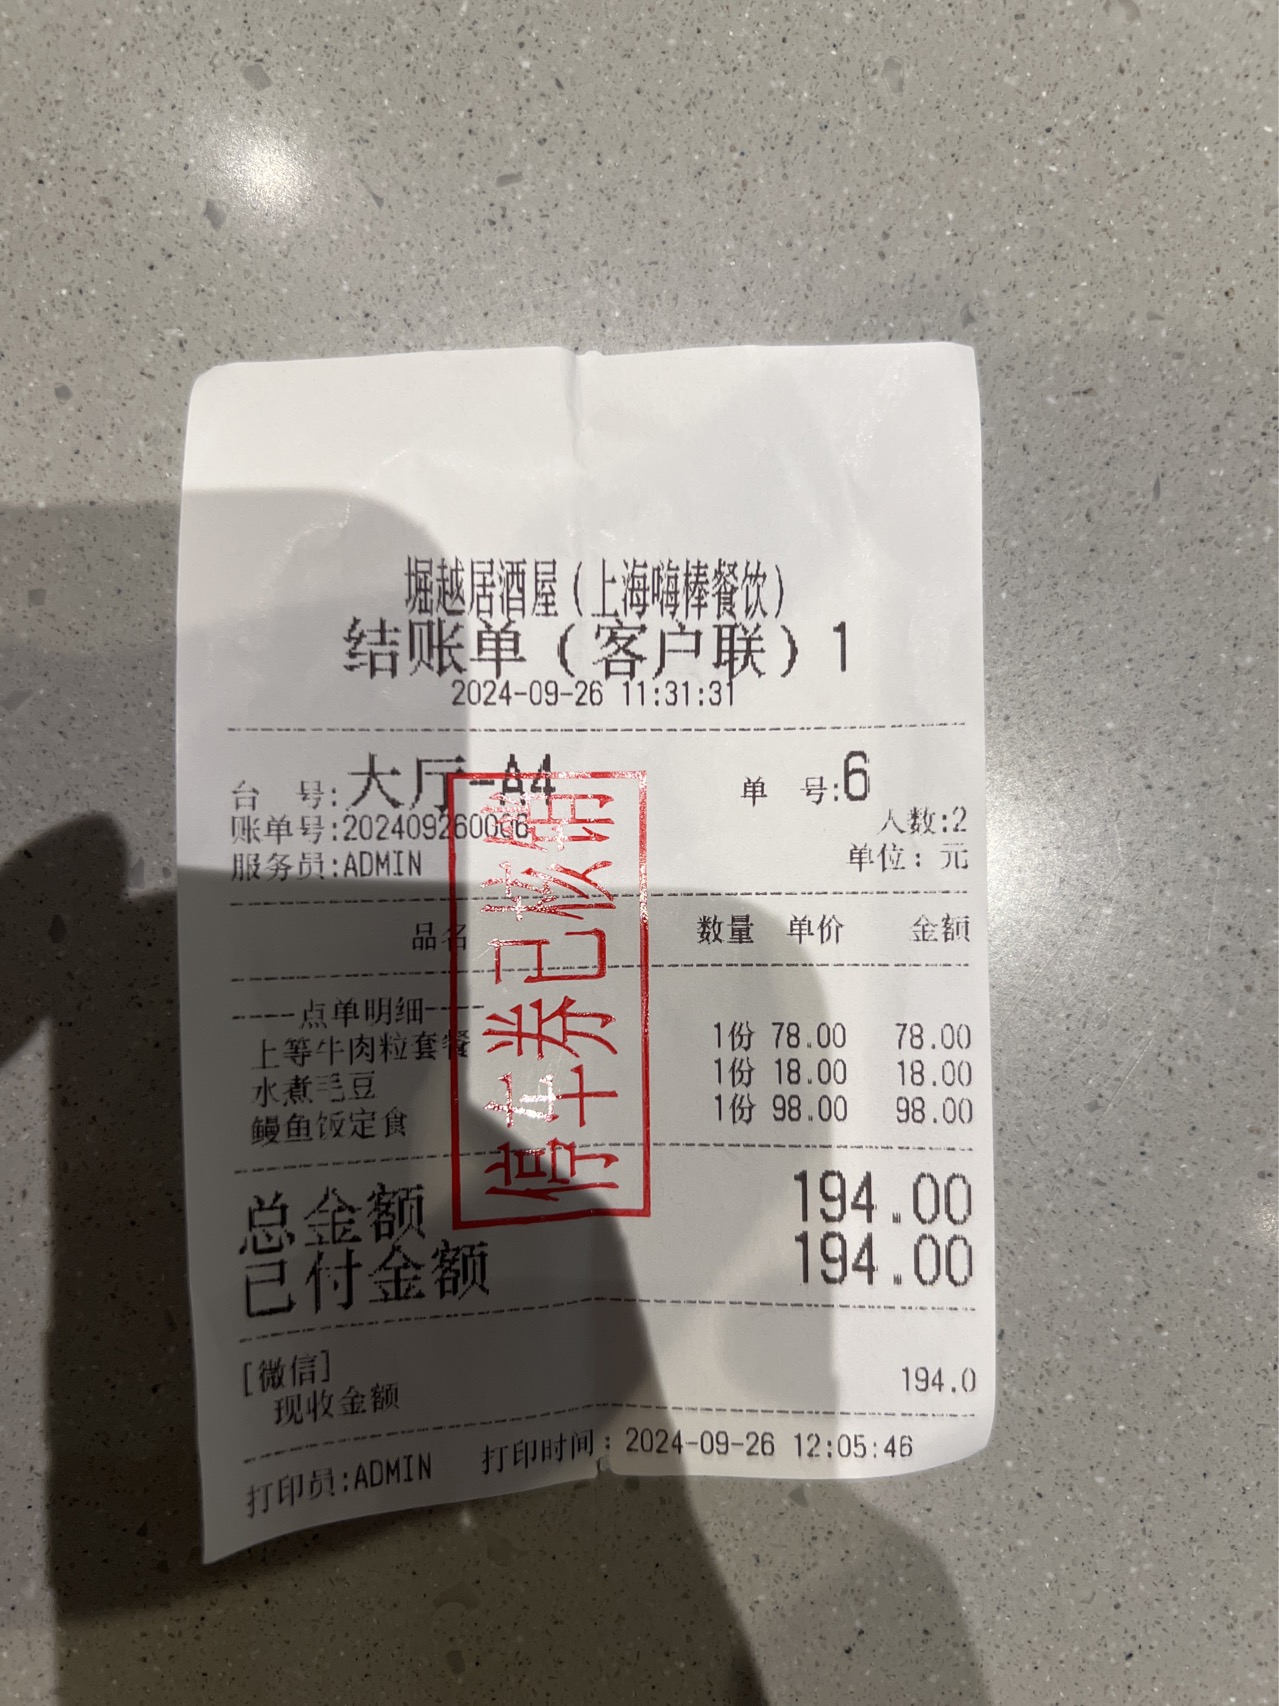 堀越居酒屋(上海嗨棒餐饮)
结账单(客户联)1
2024-09-26 11:31:31
台 号:大厅-A4 单 号:6
账单号:202409260006 人数:2
服务员:ADMIN 单位: 元
品名 数量 单价 金额
----点单明细----
上等牛肉粒套餐 1份 78.00 78.00
水煮毛豆 1份 18.00 18.00
鳗鱼饭定食 1份 98.00 98.00
总金额 194.00
已付金额 194.00
[微信]
现收金额 194.0
打印员:ADMIN 打印时间: 2024-09-26 12:05:46
停车券已核销